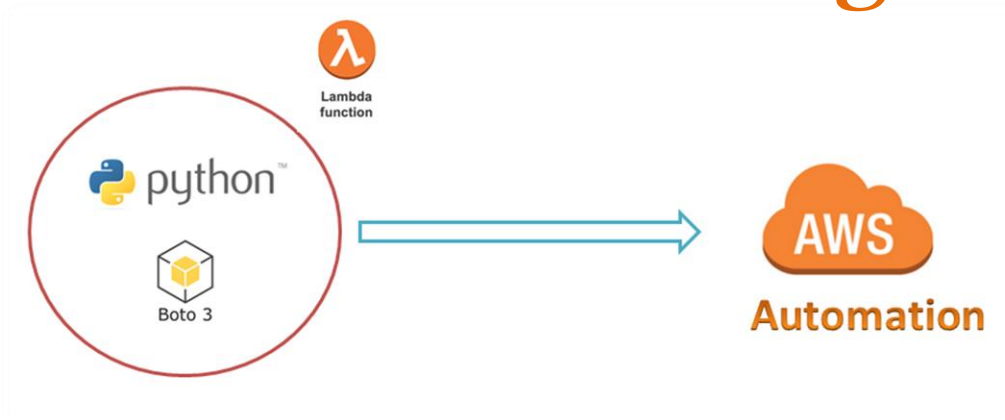 λ
Lambda
function
python™
Boto 3
AWS
Automation